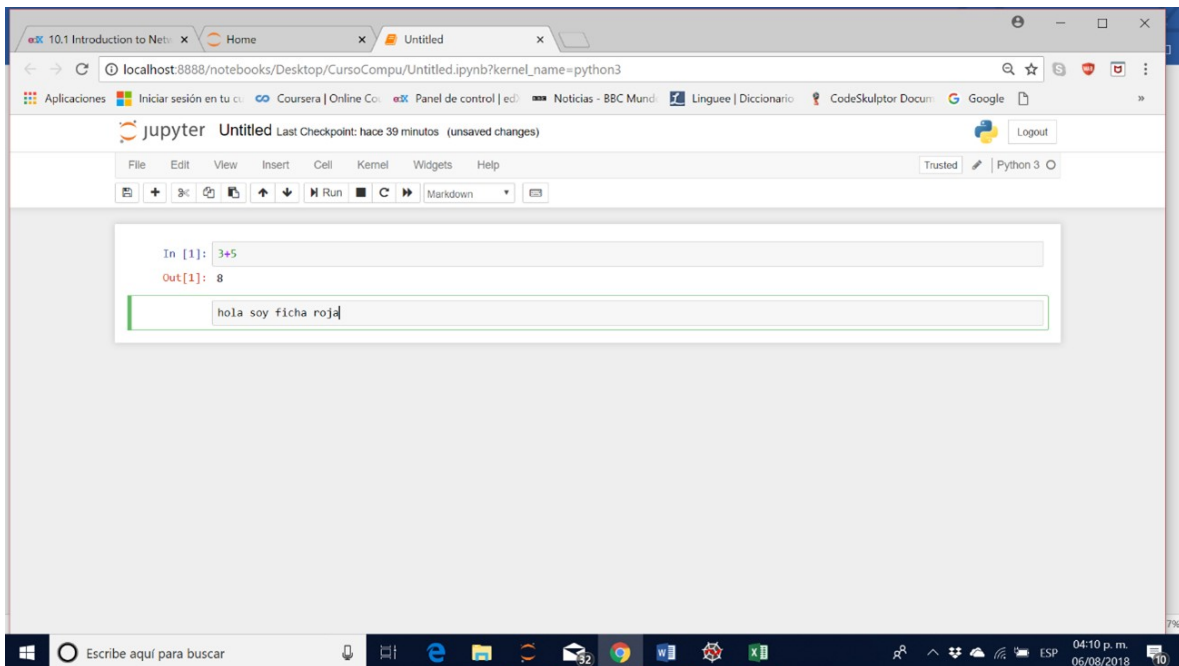 10.1 Introduction to Netw
Home
Untitled
localhost:8888/notebooks/Desktop/CursoCompu/Untitled.ipynb?kernel_name=python3
Aplicaciones Iniciar sesión en tu cu Coursera | Online Cou Panel de control | ed Noticias - BBC Mund Linguee | Diccionario CodeSkulptor Docum Google »
jupyter Untitled Last Checkpoint: hace 39 minutos (unsaved changes) Logout
File Edit View Insert Cell Kernel Widgets Help Trusted Python 3
Run Markdown
In [1]: 3+5
Out[1]: 8
hola soy ficha roja
7%
Escribe aquí para buscar 32 ESP 04:10 p. m.
06/08/2018 10